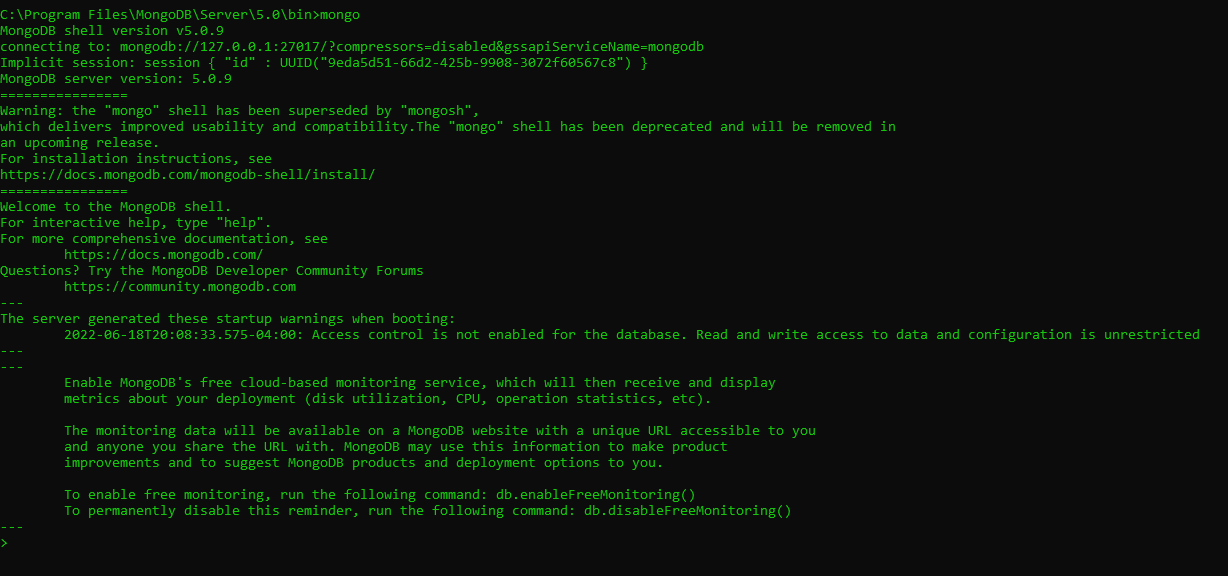 C:\Program Files\MongoDB\Server\5.0\bin>mongo
MongoDB shell version v5.0.9
connecting to: mongodb://127.0.0.1:27017/?compressors=disabled&gssapiServiceName=mongodb
Implicit session: session { "id" : UUID("9eda5d51-66d2-425b-9908-3072f60567c8") }
MongoDB server version: 5.0.9
================
Warning: the "mongo" shell has been superseded by "mongosh",
which delivers improved usability and compatibility.The "mongo" shell has been deprecated and will be removed in
an upcoming release.
For installation instructions, see
https://docs.mongodb.com/mongodb-shell/install/
================
Welcome to the MongoDB shell.
For interactive help, type "help".
For more comprehensive documentation, see
        https://docs.mongodb.com/
Questions? Try the MongoDB Developer Community Forums
        https://community.mongodb.com
---
The server generated these startup warnings when booting:
        2022-06-18T20:08:33.575-04:00: Access control is not enabled for the database. Read and write access to data and configuration is unrestricted
---
---
        Enable MongoDB's free cloud-based monitoring service, which will then receive and display
        metrics about your deployment (disk utilization, CPU, operation statistics, etc).

        The monitoring data will be available on a MongoDB website with a unique URL accessible to you
        and anyone you share the URL with. MongoDB may use this information to make product
        improvements and to suggest MongoDB products and deployment options to you.

        To enable free monitoring, run the following command: db.enableFreeMonitoring()
        To permanently disable this reminder, run the following command: db.disableFreeMonitoring()
---
>